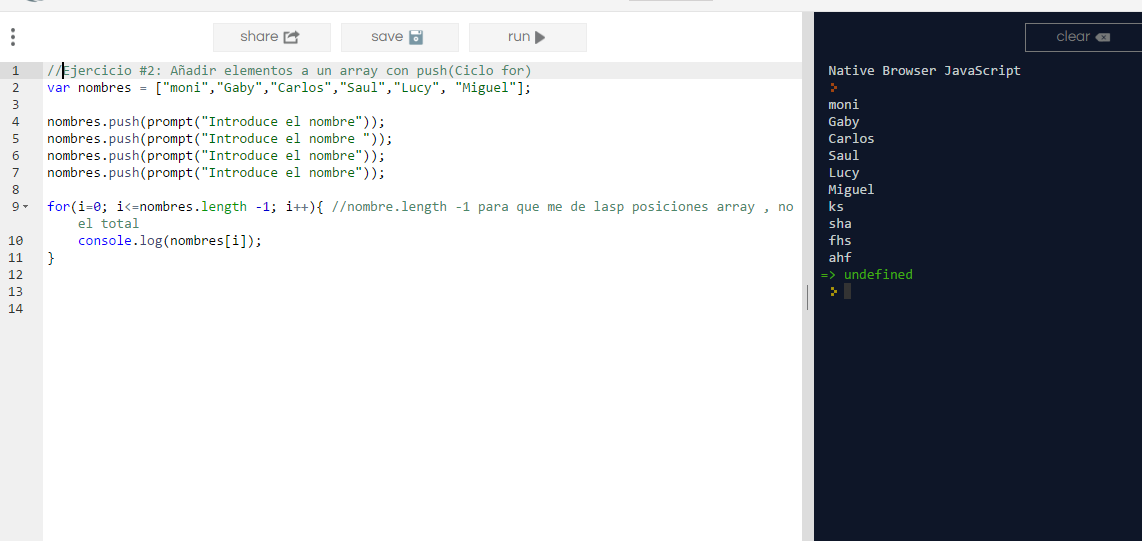 share
save
run
clear
1 //Ejercicio #2: Añadir elementos a un array con push(Ciclo for)
2 var nombres = ["moni","Gaby","Carlos","Saul","Lucy", "Miguel"];
3
4 nombres.push(prompt("Introduce el nombre"));
5 nombres.push(prompt("Introduce el nombre "));
6 nombres.push(prompt("Introduce el nombre"));
7 nombres.push(prompt("Introduce el nombre"));
8
9 for(i=0; i<=nombres.length -1; i++){ //nombre.length -1 para que me de lasp posiciones array , no
el total
10 console.log(nombres[i]);
11 }
12
13
14
Native Browser JavaScript
moni
Gaby
Carlos
Saul
Lucy
Miguel
ks
sha
fhs
ahf
=> undefined